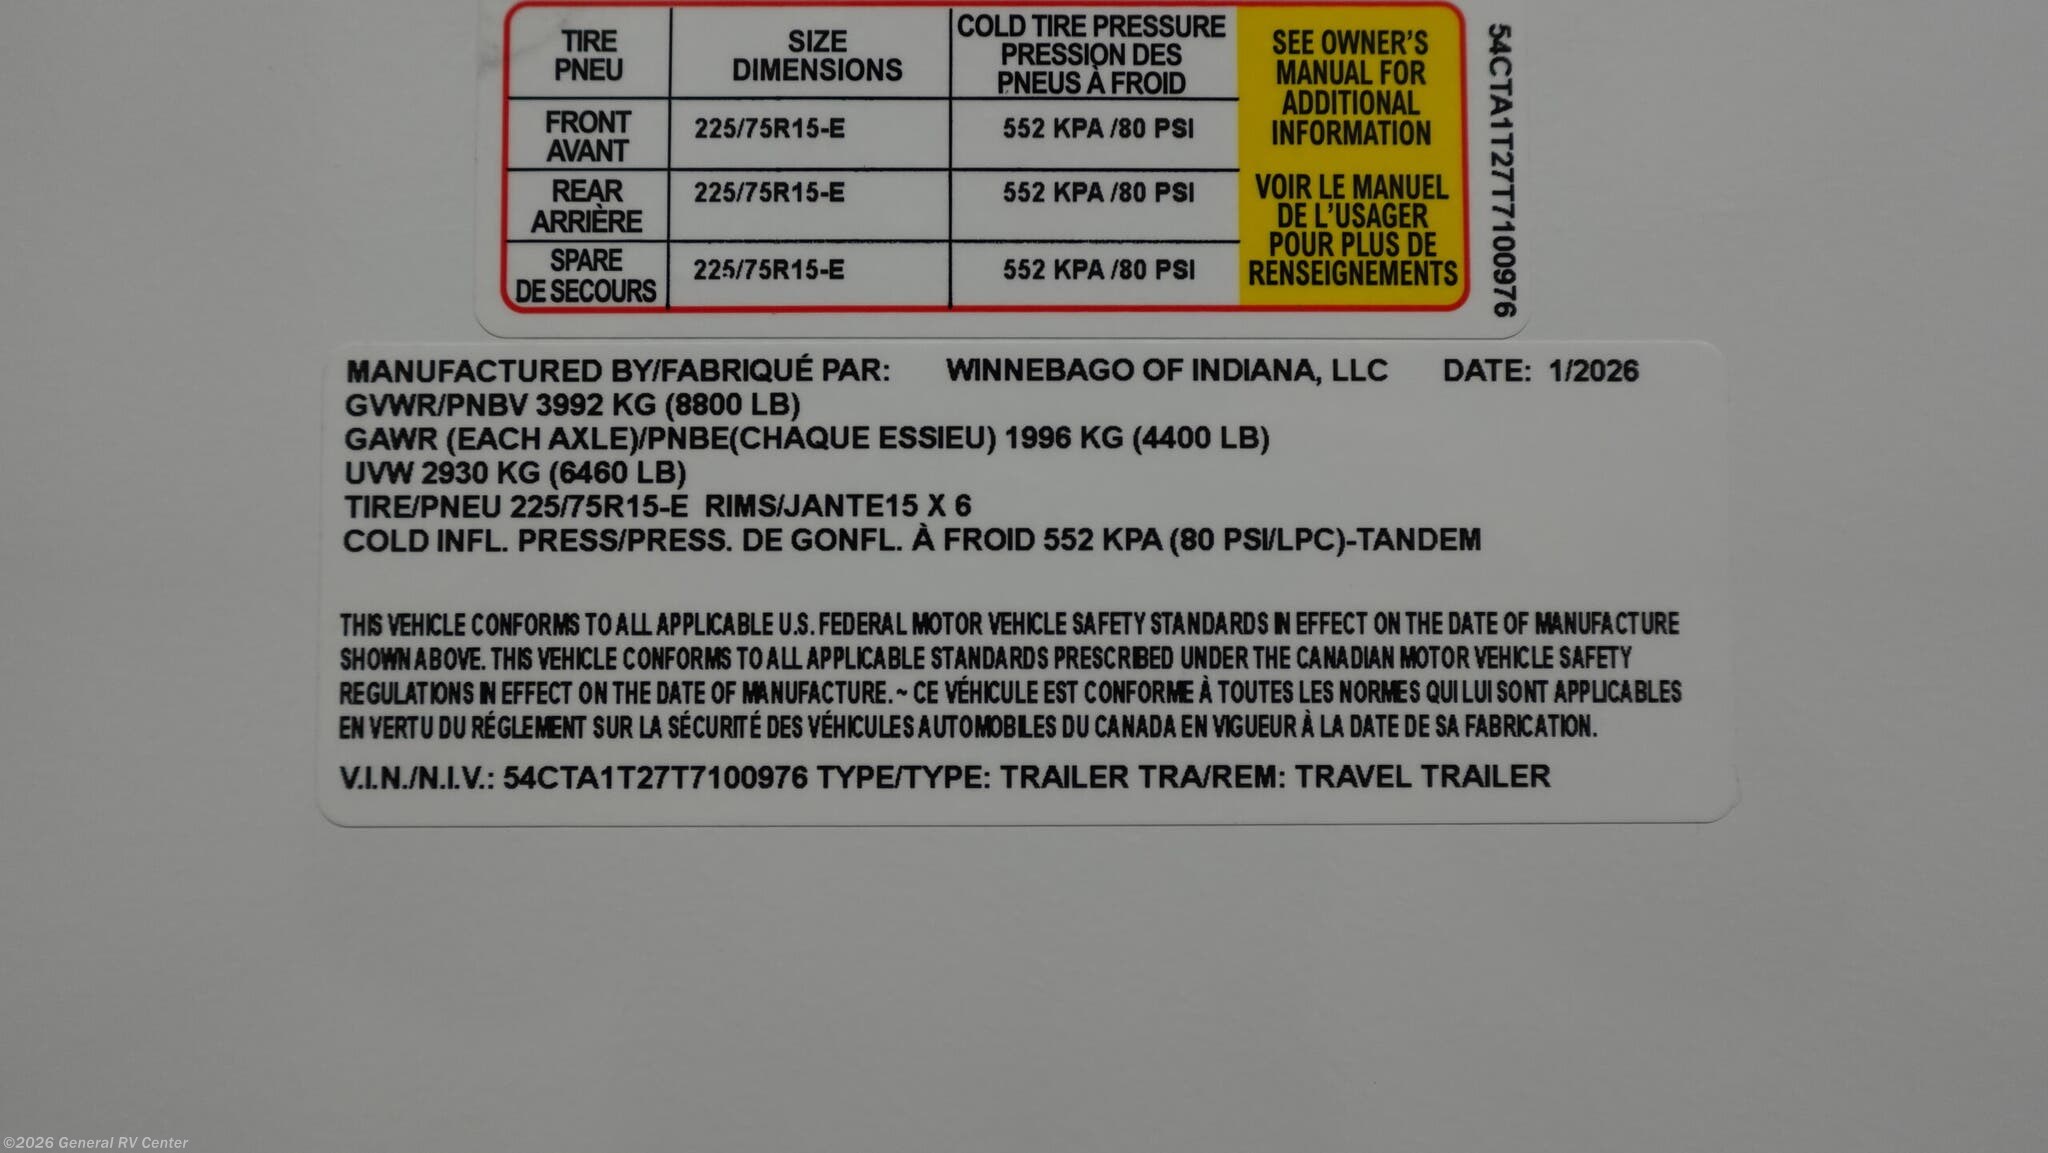 TIRE
PNEU
SIZE
DIMENSIONS
COLD TIRE PRESSURE
PRESSION DES
PNEUS À FROID
FRONT
AVANT
225/75R15-E
552 KPA /80 PSI
REAR
ARRIÈRE
225/75R15-E
552 KPA /80 PSI
SPARE
DE SECOURS
225/75R15-E
552 KPA /80 PSI
SEE OWNER'S
MANUAL FOR
ADDITIONAL
INFORMATION
VOIR LE MANUEL
DE L'USAGER
POUR PLUS DE
RENSEIGNEMENTS
54CTA1T27T7100976
MANUFACTURED BY/FABRIQUÉ PAR: WINNEBAGO OF INDIANA, LLC DATE: 1/2026
GVWR/PNBV 3992 KG (8800 LB)
GAWR (EACH AXLE)/PNBE(CHAQUE ESSIEU) 1996 KG (4400 LB)
UVW 2930 KG (6460 LB)
TIRE/PNEU 225/75R15-E RIMS/JANTE15 X 6
COLD INFL. PRESS/PRESS. DE GONFL. À FROID 552 KPA (80 PSI/LPC)-TANDEM
THIS VEHICLE CONFORMS TO ALL APPLICABLE U.S. FEDERAL MOTOR VEHICLE SAFETY STANDARDS IN EFFECT ON THE DATE OF MANUFACTURE
SHOWN ABOVE. THIS VEHICLE CONFORMS TO ALL APPLICABLE STANDARDS PRESCRIBED UNDER THE CANADIAN MOTOR VEHICLE SAFETY
REGULATIONS IN EFFECT ON THE DATE OF MANUFACTURE. ~ CE VÉHICULE EST CONFORME À TOUTES LES NORMES QUI LUI SONT APPLICABLES
EN VERTU DU RÉGLEMENT SUR LA SÉCURITÉ DES VÉHICULES AUTOMOBILES DU CANADA EN VIGUEUR À LA DATE DE SA FABRICATION.
V.I.N./N.I.V.: 54CTA1T27T7100976 TYPE/TYPE: TRAILER TRA/REM: TRAVEL TRAILER
©2026 General RV Center